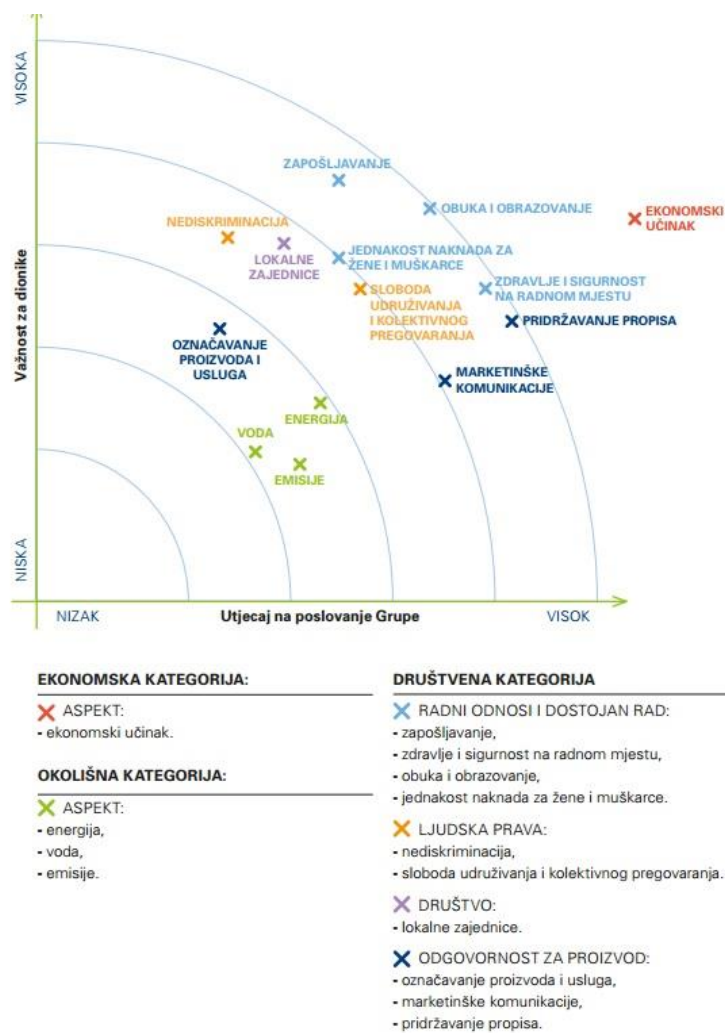 VISOKA
Važnost za dionike
NISKA
ZAPOŠLJAVANJE
OBUKA I OBRAZOVANJE
EKONOMSKI
UČINAK
NEDISKRIMINACIJA
LOKALNE
ZAJEDNICE
JEDNAKOST NAKNADA ZA
ŽENE I MUŠKARCE
SLOBODA
UDRUŽIVANJA
I KOLEKTIVNOG
PREGOVARANJA
ZDRAVLJE I SIGURNOST
NA RADNOM MJESTU
PRIDRŽAVANJE PROPISA
OZNAČAVANJE
PROIZVODA I
USLUGA
MARKETINŠKE
KOMUNIKACIJE
ENERGIJA
VODA
EMISIJE
NIZAK
Utjecaj na poslovanje Grupe
VISOK
EKONOMSKA KATEGORIJA:
ASPEKT:
- ekonomski učinak.
OKOLIŠNA KATEGORIJA:
ASPEKT:
- energija,
- voda,
- emisije.
DRUŠTVENA KATEGORIJA
RADNI ODNOSI I DOSTOJAN RAD:
- zapošljavanje,
- zdravlje i sigurnost na radnom mjestu,
- obuka i obrazovanje,
- jednakost naknada za žene i muškarce.
LJUDSKA PRAVA:
- nediskriminacija,
- sloboda udruživanja i kolektivnog pregovaranja.
DRUŠTVO:
- lokalne zajednice.
ODGOVORNOST ZA PROIZVOD:
- označavanje proizvoda i usluga,
- marketinške komunikacije,
- pridržavanje propisa.